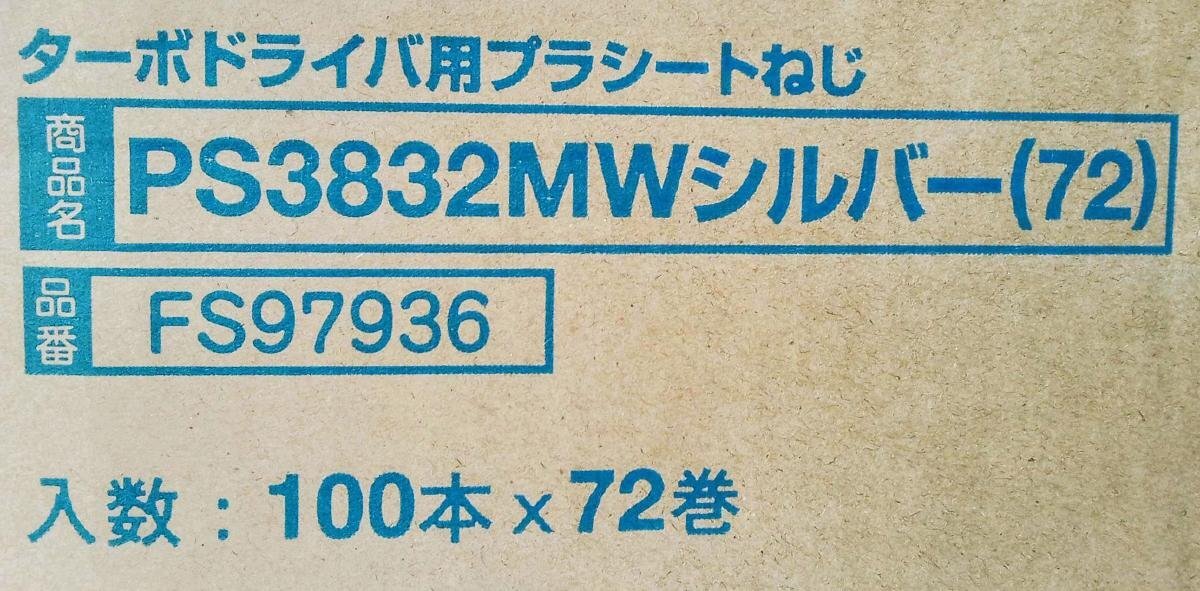 ターボドライバ用プラシートねじ
商品名 PS3832MWシルバー(72)
品番 FS97936
入数 : 100本 x 72巻